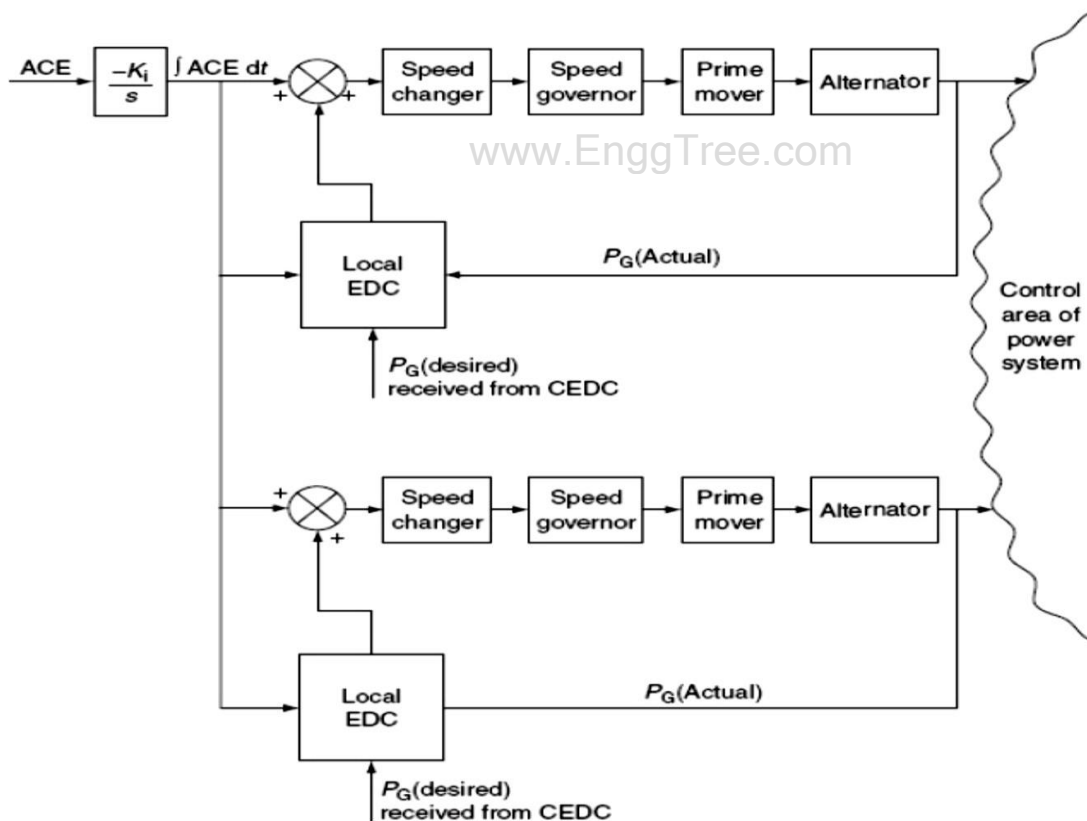 ACE
−Ki
s
∫ ACE dt
+
+
Speed
changer
Speed
governor
Prime
mover
Alternator
www.EnggTree.com
Local
EDC
PG(Actual)
Control
area of
power
system
PG(desired)
received from CEDC
+
+
Speed
changer
Speed
governor
Prime
mover
Alternator
Local
EDC
PG(Actual)
PG(desired)
received from CEDC